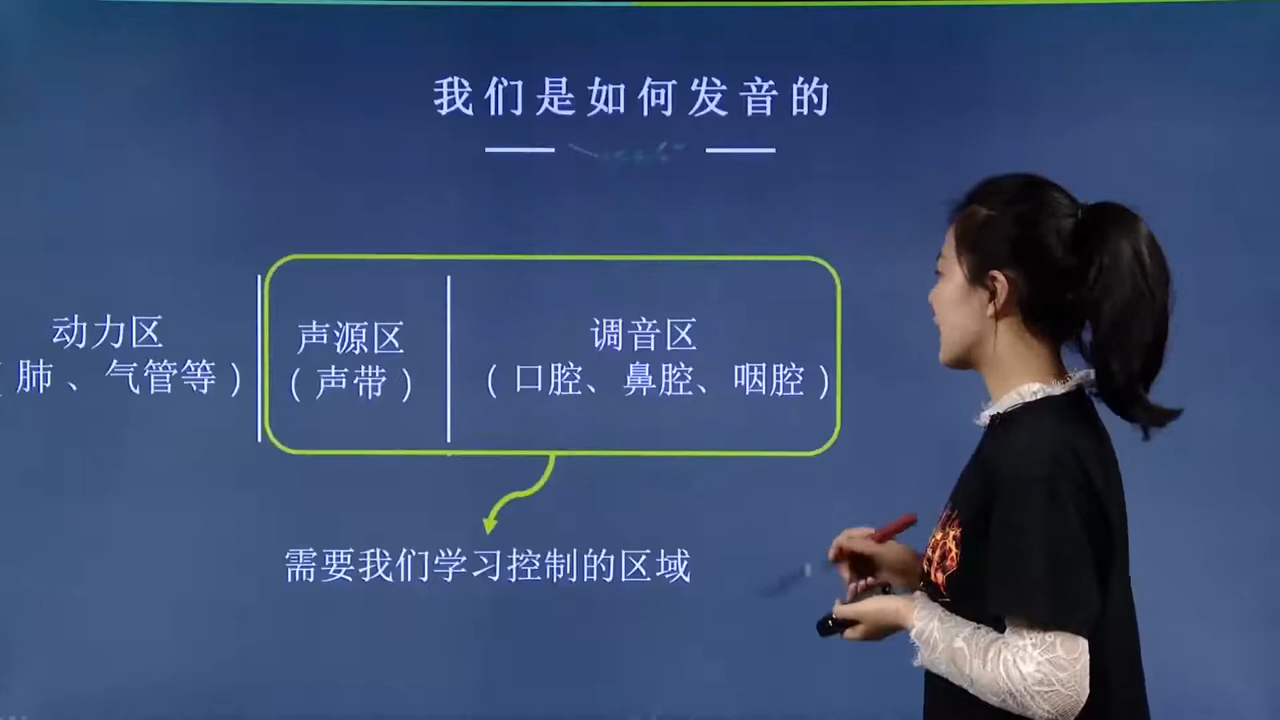 我们是如何发音的
动力区
(肺、气管等)
声源区
(声带)
调音区
(口腔、鼻腔、咽腔)
需要我们学习控制的区域